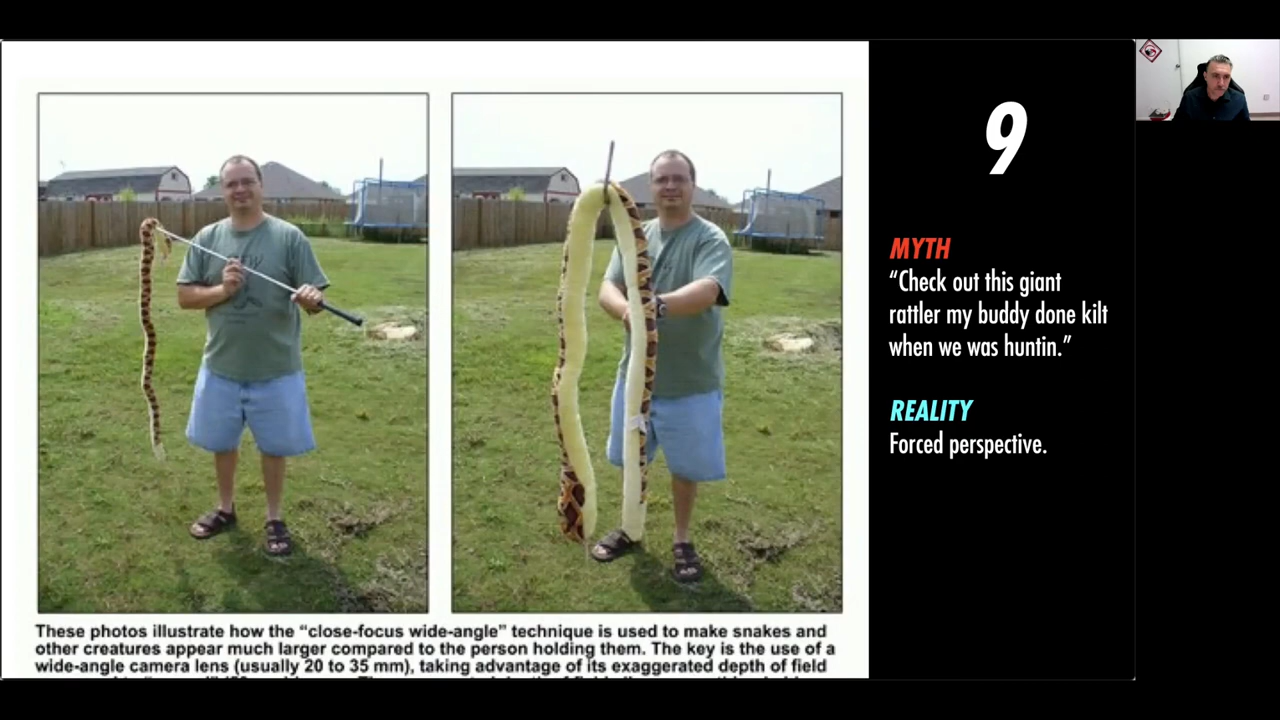 9
MYTH
“Check out this giant
rattler my buddy done kilt
when we was huntin.”
REALITY
Forced perspective.
These photos illustrate how the “close-focus wide-angle” technique is used to make snakes and
other creatures appear much larger compared to the person holding them. The key is the use of a
wide-angle camera lens (usually 20 to 35 mm), taking advantage of its exaggerated depth of field